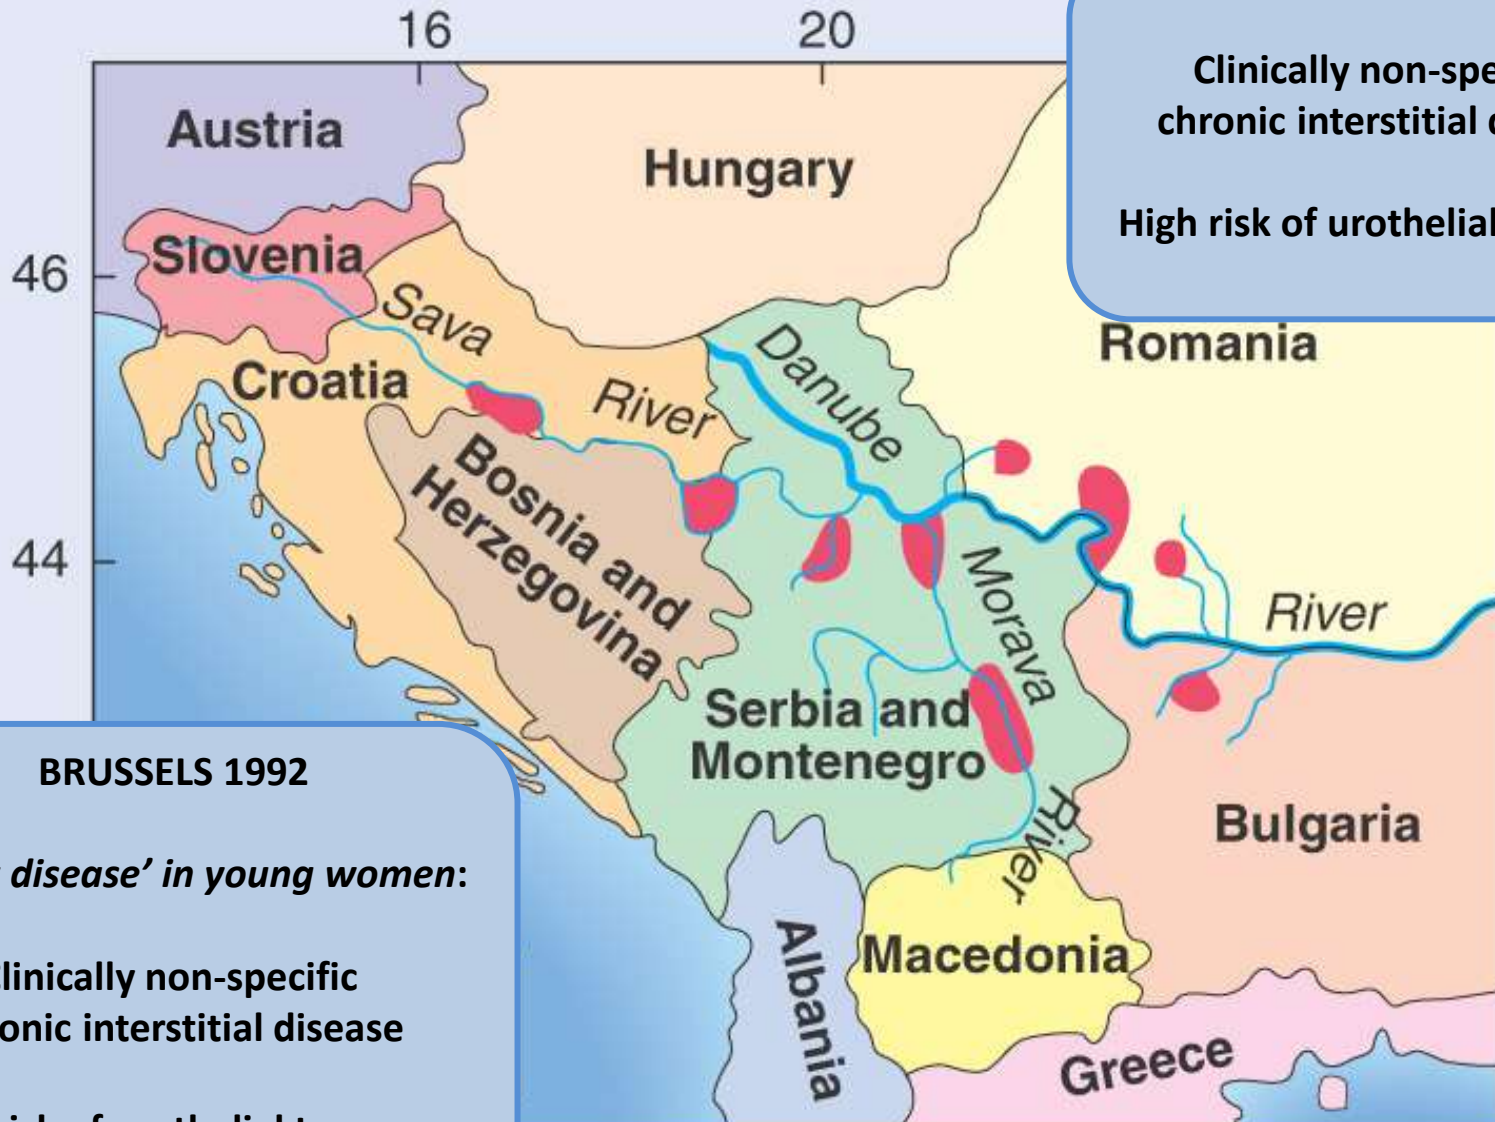 16
20
Clinically non-spe
chronic interstitial
High risk of urothelial
Austria
Hungary
Slovenia
46
Sava
River
Croatia
Danube
Romania
Bosnia and
Herzegovina
44
Morava
River
River
Serbia and
Montenegro
Bulgaria
BRUSSELS 1992
disease’ in young women:
linically non-specific
onic interstitial disease
Albania
Macedonia
Greece